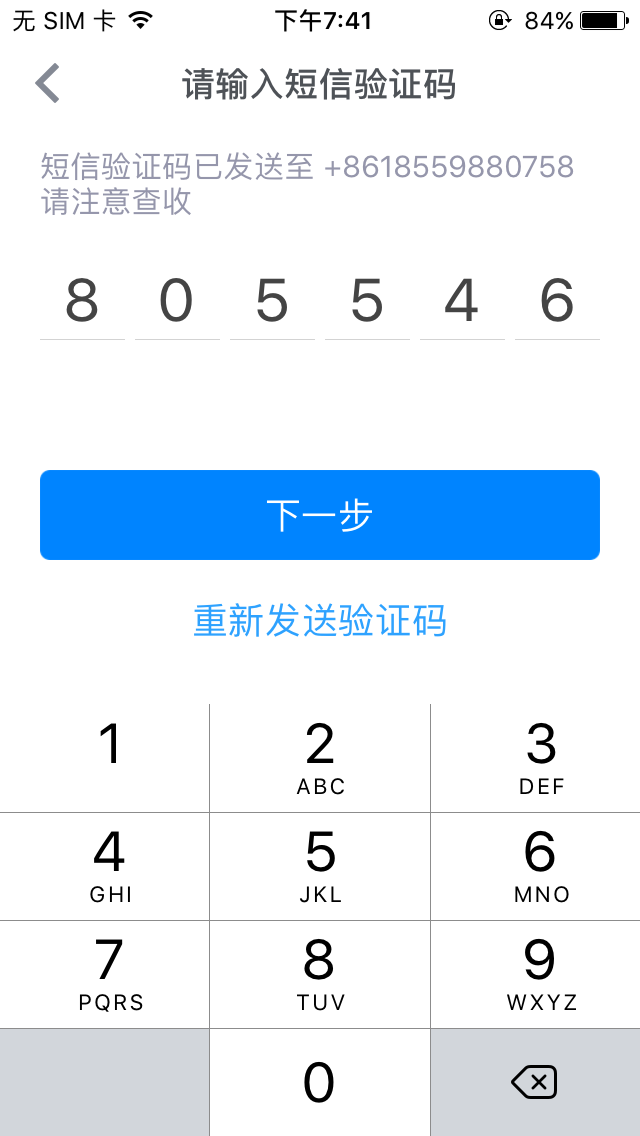 无 SIM 卡 下午7:41 84%
请输入短信验证码
短信验证码已发送至 +8618559880758
请注意查收
8 0 5 5 4 6
下一步
重新发送验证码
1 2 3
ABC DEF
4 5 6
GHI JKL MNO
7 8 9
PQRS TUV WXYZ
0